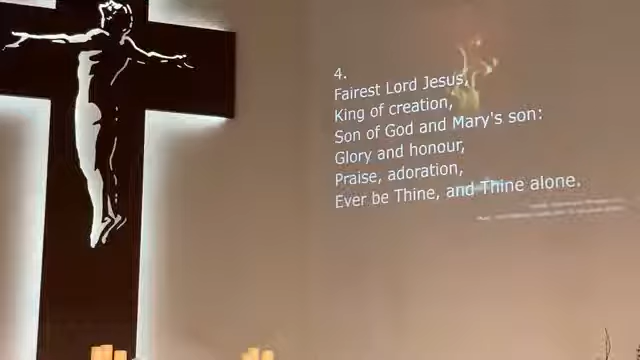 4.
Fairest Lord Jesus,
King of creation,
Son of God and Mary's son:
Glory and honour,
Praise, adoration,
Ever be Thine, and Thine alone.